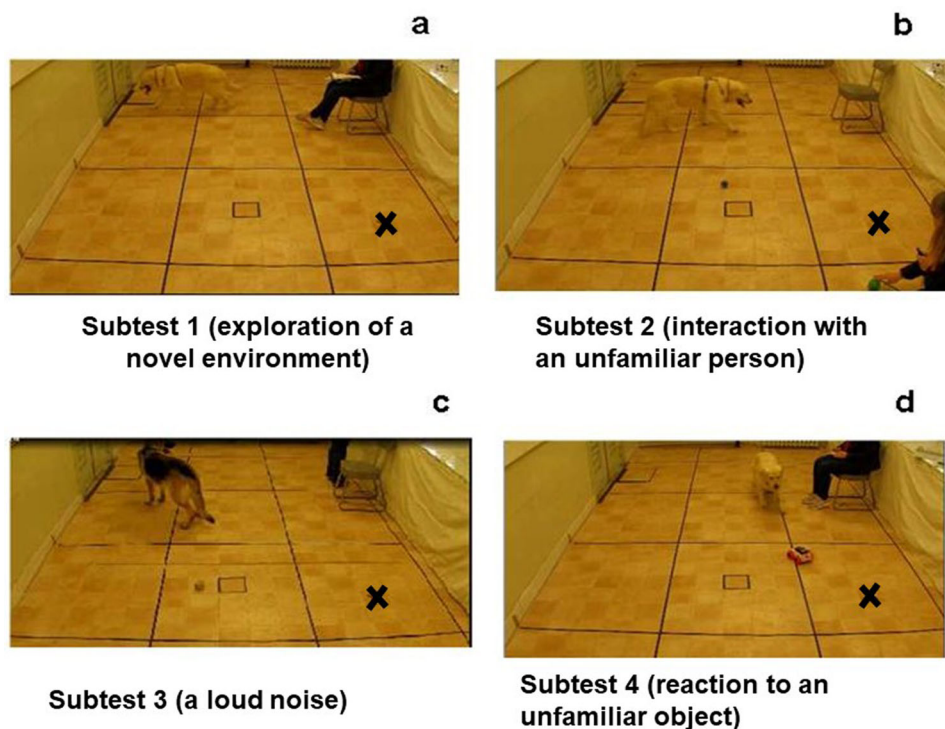 a
b
Subtest 1 (exploration of a
novel environment)
Subtest 2 (interaction with
an unfamiliar person)
c
d
Subtest 3 (a loud noise)
Subtest 4 (reaction to an
unfamiliar object)